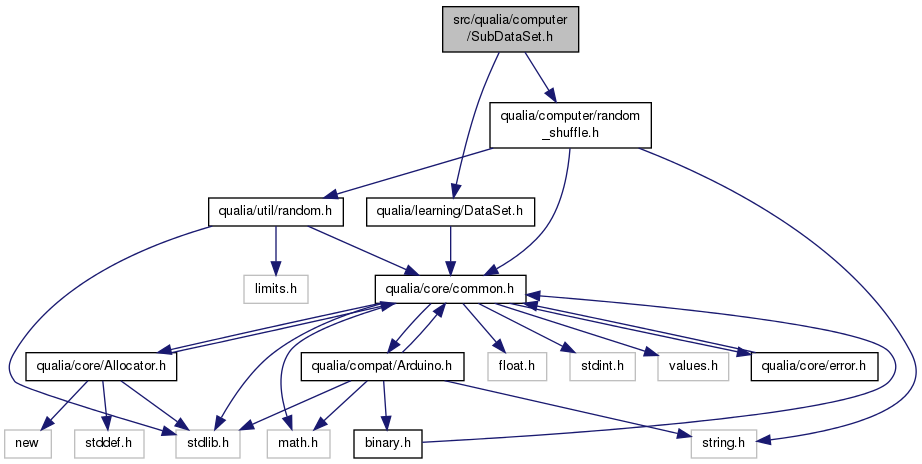 src/qualia/computer
/SubDataSet.h
qualia/computer/random
_shuffle.h
qualia/util/random.h
qualia/learning/DataSet.h
limits.h
qualia/core/common.h
qualia/core/Allocator.h
qualia/compat/Arduino.h
float.h
stdint.h
values.h
qualia/core/error.h
new
stddef.h
stdlib.h
math.h
binary.h
string.h